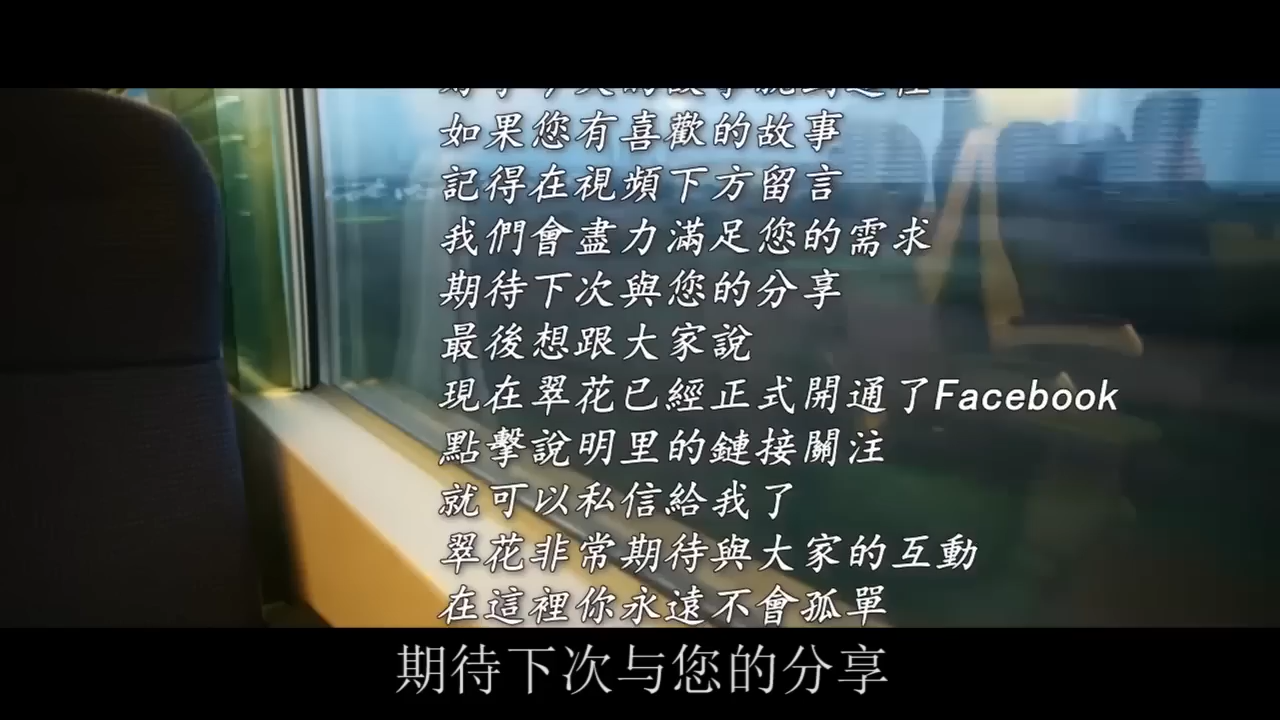 如果您有喜歡的故事
記得在視頻下方留言
我們會盡力滿足您的需求
期待下次與您的分享
最後想跟大家說
現在翠花已經正式開通了Facebook
點擊說明里的鏈接關注
就可以私信給我了
翠花非常期待與大家的互動
在這裡你永遠不會孤單
期待下次与您的分享